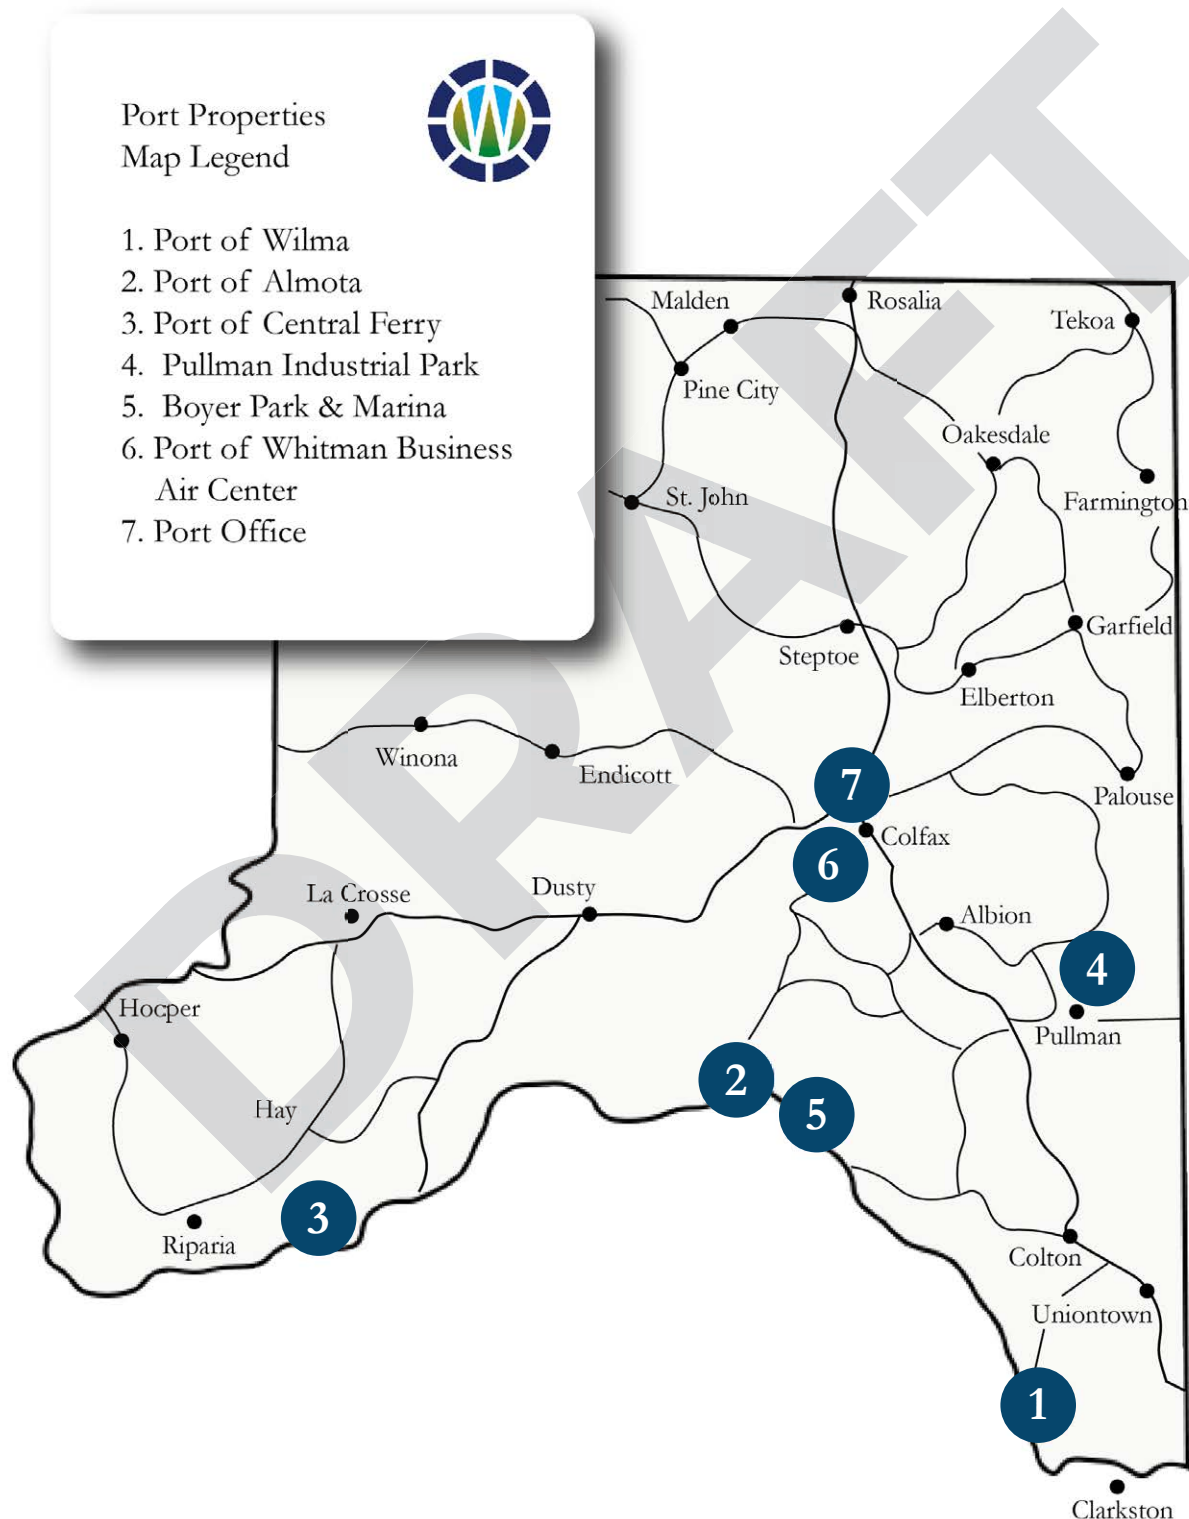 Port Properties
Map Legend
W
1. Port of Wilma
2. Port of Almota
3. Port of Central Ferry
4. Pullman Industrial Park
5. Boyer Park & Marina
6. Port of Whitman Business
Air Center
7. Port Office
DRAFT
Malden
Rosalia
Tekoa
Pine City
Oakesdale
St. John
Farmington
Garfield
Steptoe
Elberton
Winona
Endicott
7
Palouse
Colfax
6
La Crosse
Dusty
Albion
4
Hocper
Pullman
2
5
Hay
3
Riparia
Colton
Uniontown
1
Clarkston